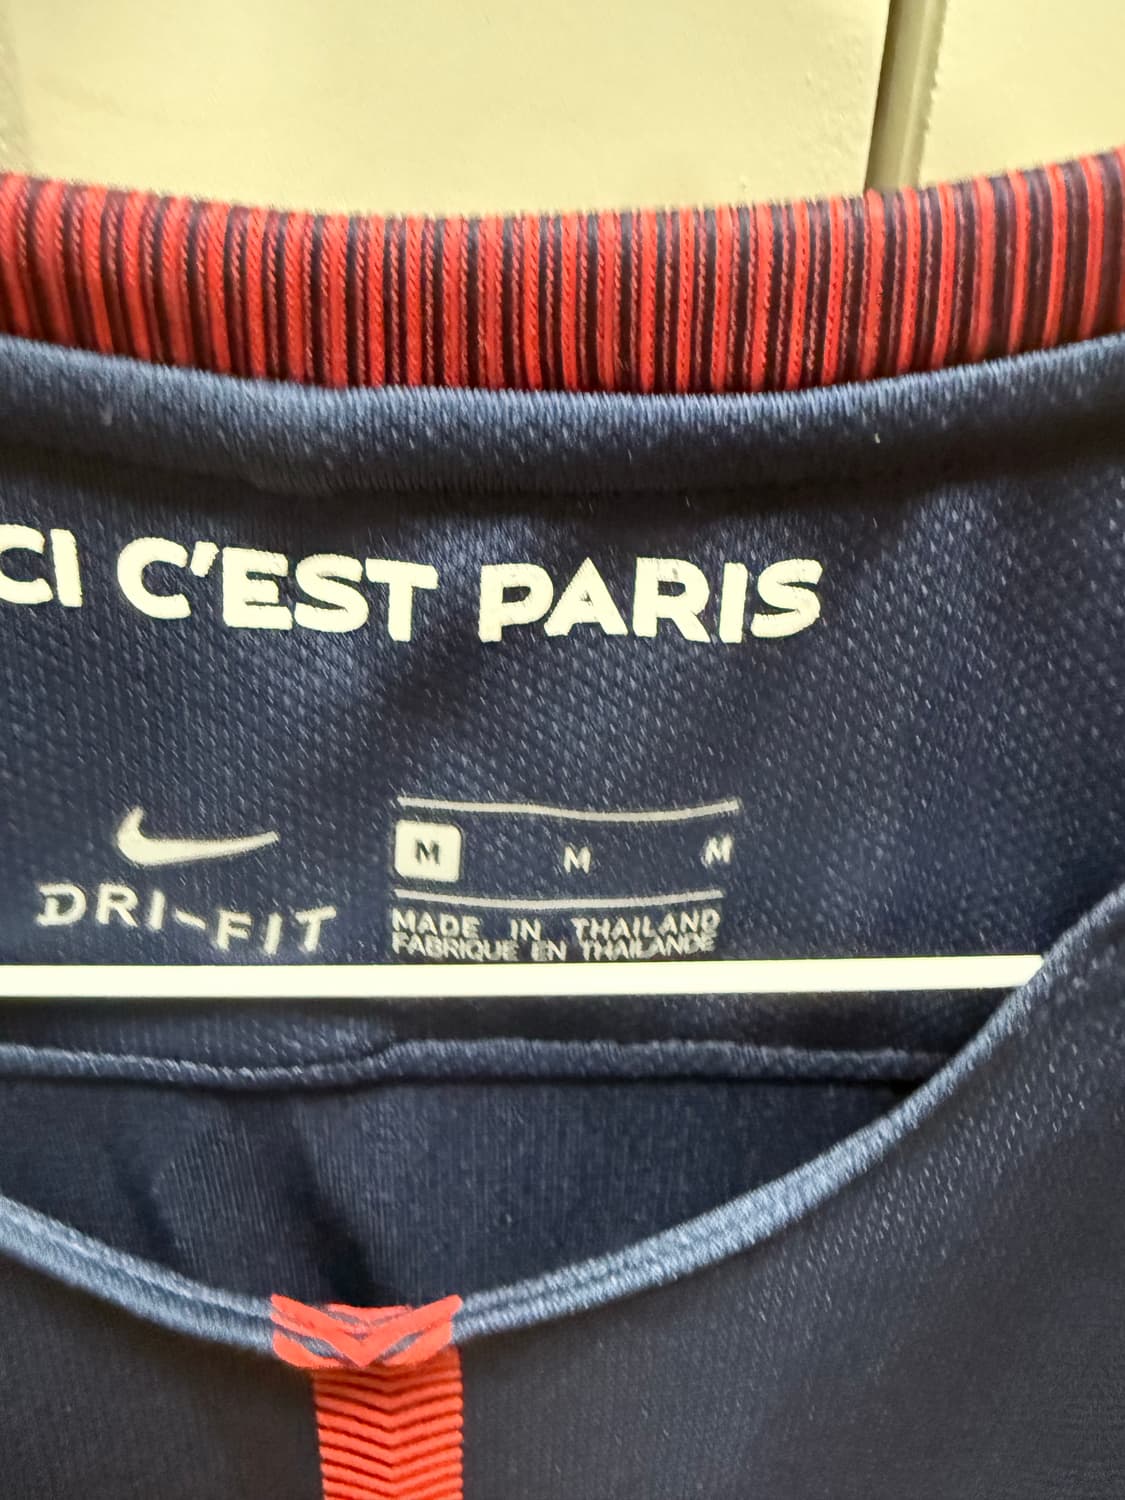 CI C'EST PARIS
DRI-FIT
M M M
MADE IN THAILAND
FABRIQUE EN THAILANDE